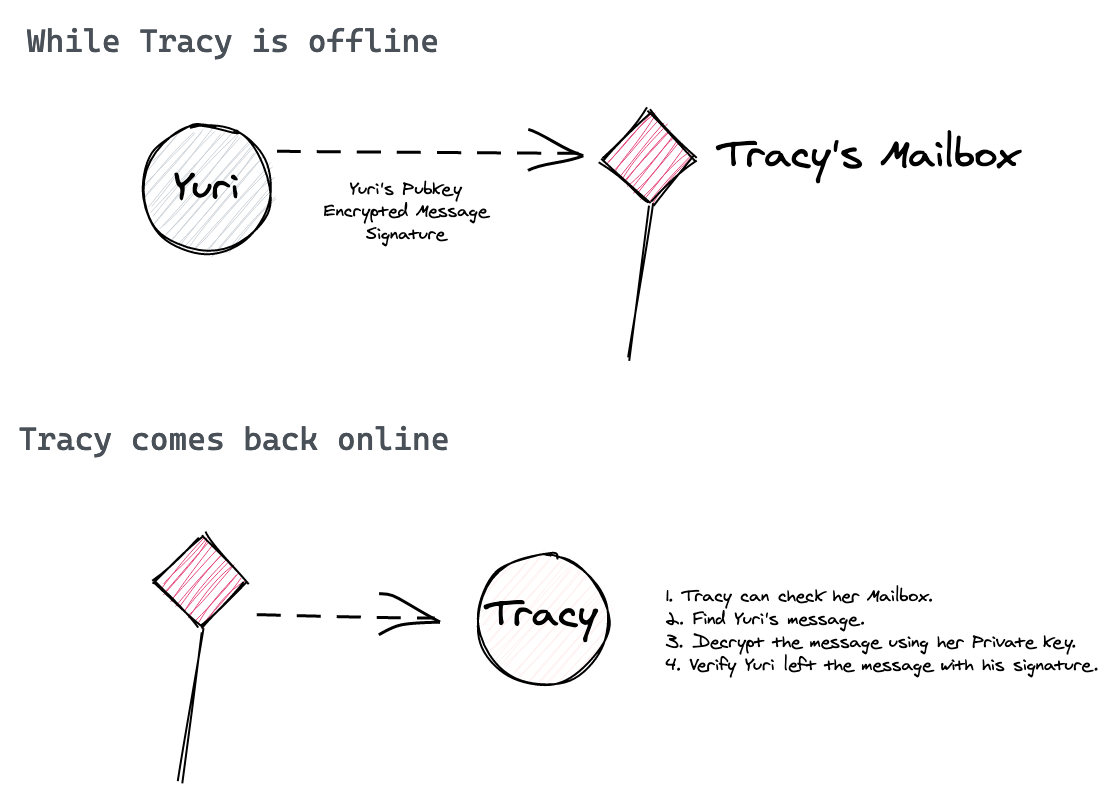 While Tracy is offline
Yuri
Yuri's Pubkey
Encrypted Message
Signature
Tracy's Mailbox
Tracy comes back online
Tracy
1. Tracy can check her Mailbox.
2. Find Yuri's message.
3. Decrypt the message using her Private key.
4. Verify Yuri left the message with his signature.